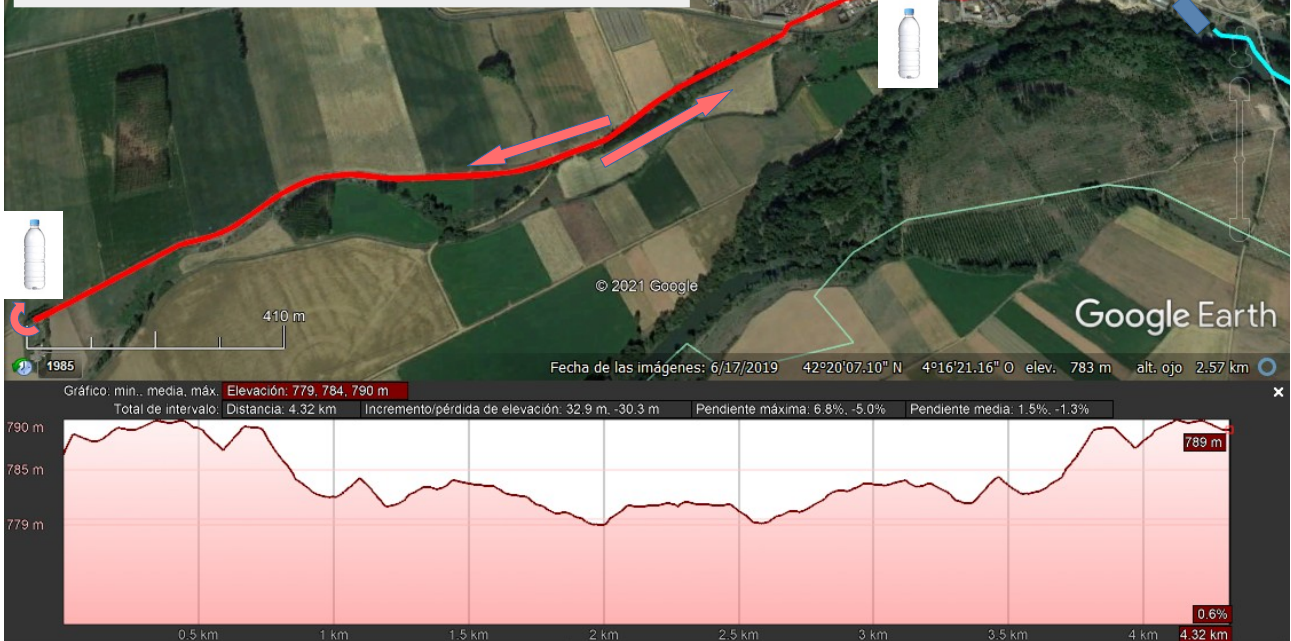 © 2021 Google
Google Earth
410 m
1985
Fecha de las imágenes: 6/17/2019 42°20'07.10" N 4°16'21.16" O elev. 783 m alt. ojo 2.57 km
Gráfico: min., media, máx. Elevación: 779, 784, 790 m
Total de intervalo: Distancia: 4.32 km Incremento/pérdida de elevación: 32.9 m, -30.3 m Pendiente máxima: 6.8%, -5.0% Pendiente media: 1.5%, -1.3%
790 m
789 m
785 m
779 m
0.6%
0.5 km 1 km 1.5 km 2 km 2.5 km 3 km 3.5 km 4 km 4.32 km